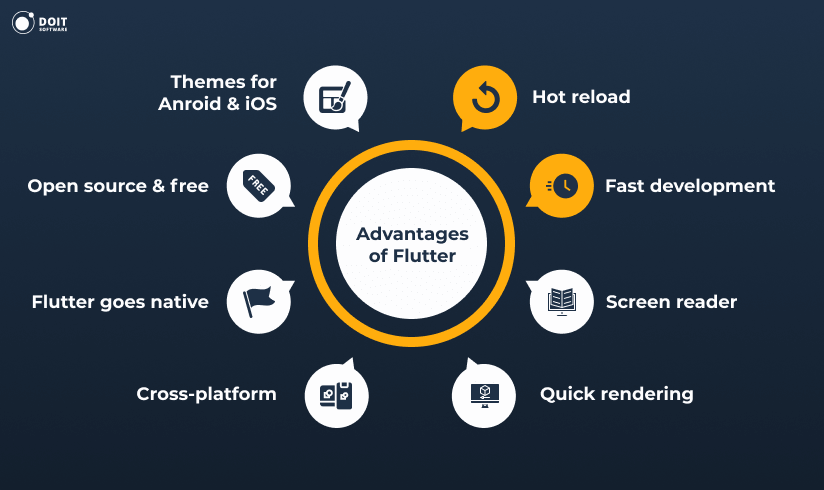 DOIT
SOFTWARE
Themes for
Anroid & iOS
Hot reload
Open source & free
FREE
Fast development
Advantages
of Flutter
Flutter goes native
Screen reader
Cross-platform
Quick rendering